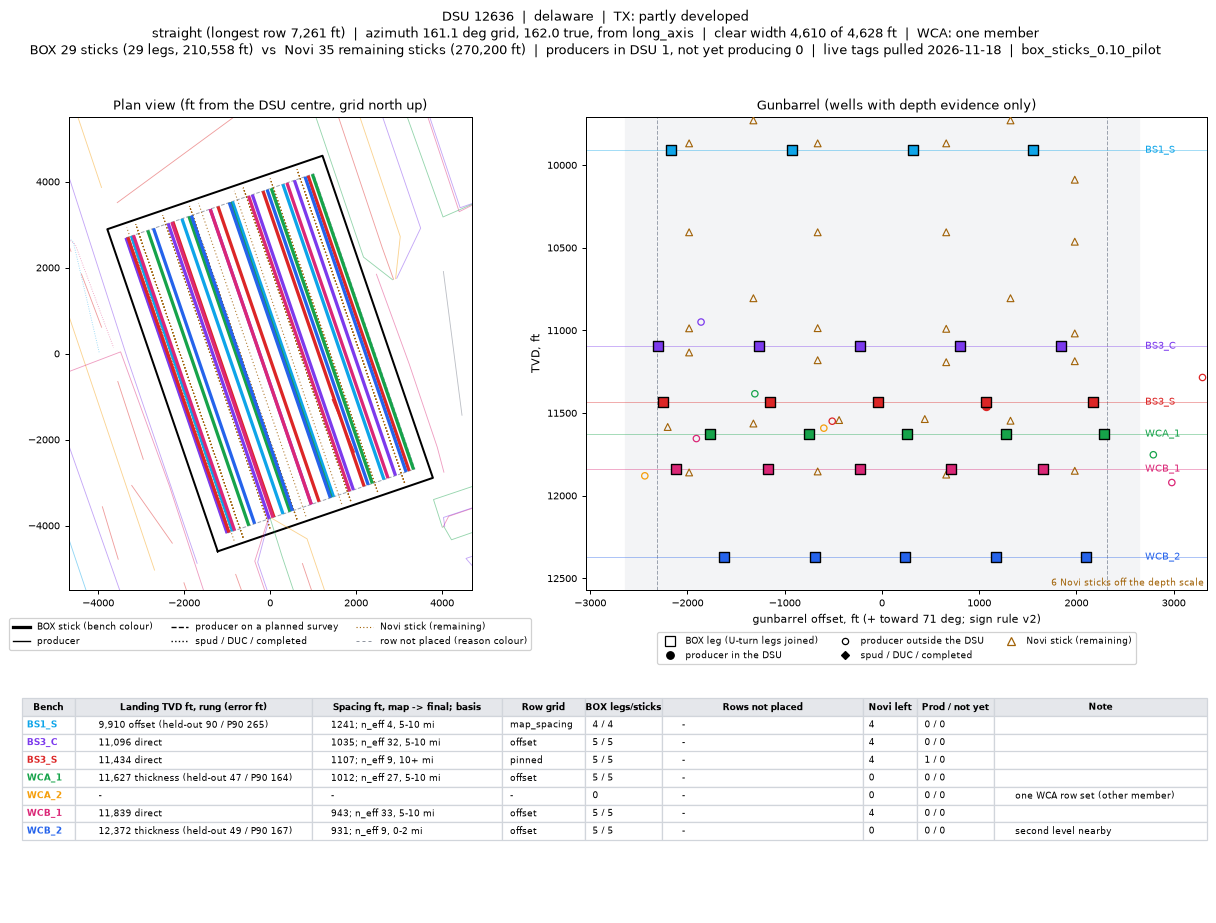 DSU 12636 | delaware | TX: partly developed
straight (longest row 7,261 ft) | azimuth 161.1 deg grid, 162.0 true, from long_axis | clear width 4,610 of 4,628 ft | WCA: one member
BOX 29 sticks (29 legs, 210,558 ft) vs Novi 35 remaining sticks (270,200 ft) | producers in DSU 1, not yet producing 0 | live tags pulled 2026-11-18 | box_sticks_0.10_pilot
Plan view (ft from the DSU centre, grid north up)
4000
2000
0
−2000
−4000
−4000 −2000 0 2000 4000
BOX stick (bench colour) producer on a planned survey Novi stick (remaining)
producer spud / DUC / completed row not placed (reason colour)
Gunbarrel (wells with depth evidence only)
TVD, ft
10000
10500
11000
11500
12000
12500
BS1_S
BS3_C
BS3_S
WCA_1
WCB_1
WCB_2
6 Novi sticks off the depth scale
−3000 −2000 −1000 0 1000 2000 3000
gunbarrel offset, ft (+ toward 71 deg; sign rule v2)
BOX leg (U-turn legs joined) producer outside the DSU Novi stick (remaining)
producer in the DSU spud / DUC / completed
Bench Landing TVD ft, rung (error ft) Spacing ft, map -> final; basis Row grid BOX legs/sticks Rows not placed Novi left Prod / not yet Note
BS1_S 9,910 offset (held-out 90 / P90 265) 1241; n_eff 4, 5-10 mi map_spacing 4 / 4 - 4 0 / 0
BS3_C 11,096 direct 1035; n_eff 32, 5-10 mi offset 5 / 5 - 4 0 / 0
BS3_S 11,434 direct 1107; n_eff 9, 10+ mi pinned 5 / 5 - 4 1 / 0
WCA_1 11,627 thickness (held-out 47 / P90 164) 1012; n_eff 27, 5-10 mi offset 5 / 5 - 0 0 / 0
WCA_2 - - - 0 - 0 0 / 0 one WCA row set (other member)
WCB_1 11,839 direct 943; n_eff 33, 5-10 mi offset 5 / 5 - 4 0 / 0
WCB_2 12,372 thickness (held-out 49 / P90 167) 931; n_eff 9, 0-2 mi offset 5 / 5 - 0 0 / 0 second level nearby